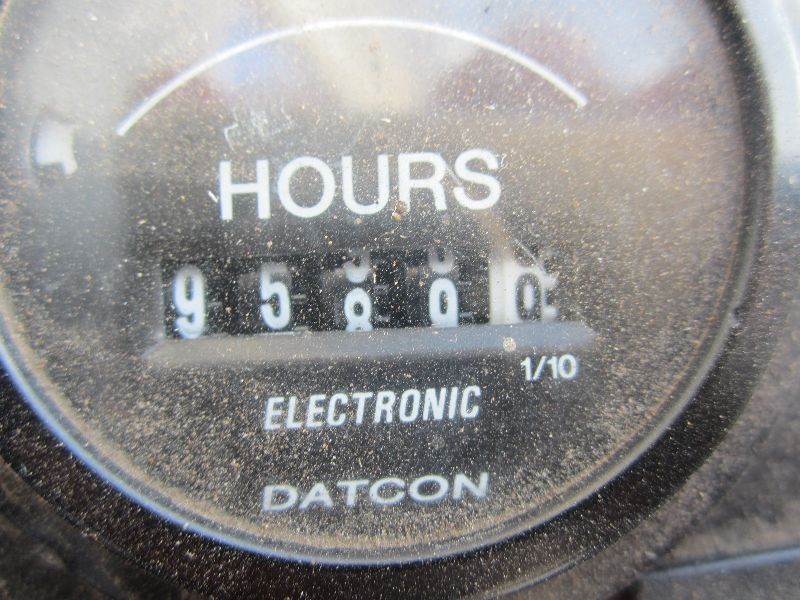 HOURS
95890
1/10
ELECTRONIC
DATCON